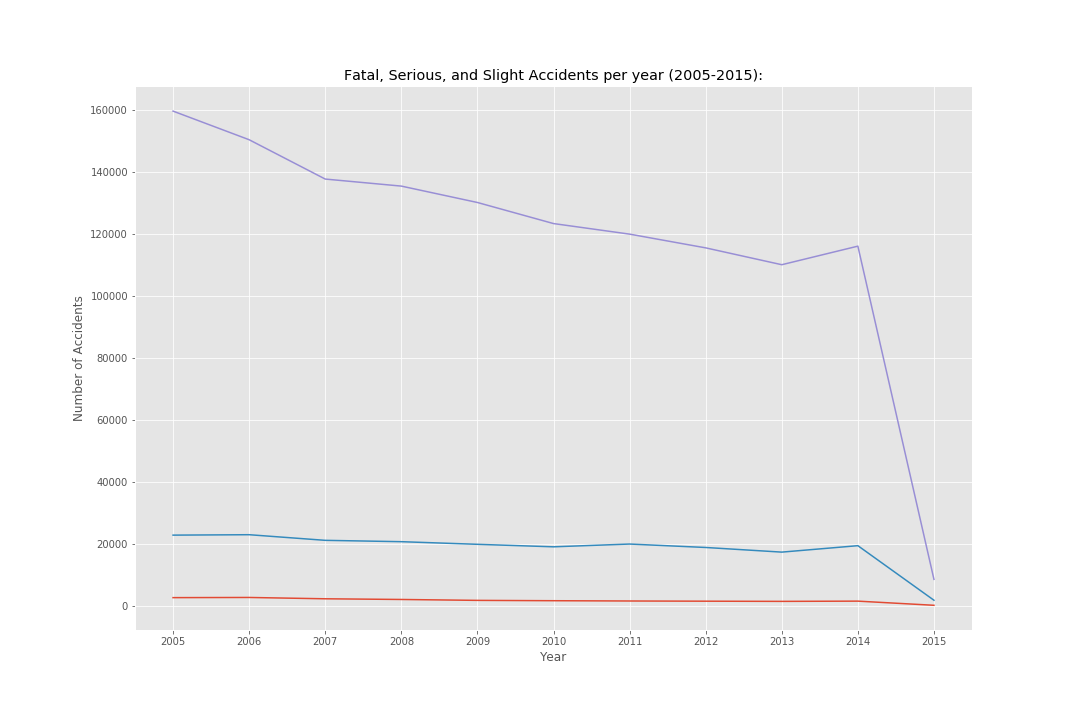 Fatal, Serious, and Slight Accidents per year (2005-2015):
160000
140000
120000
100000
80000
60000
40000
20000
0
Number of Accidents
2005 2006 2007 2008 2009 2010 2011 2012 2013 2014 2015
Year